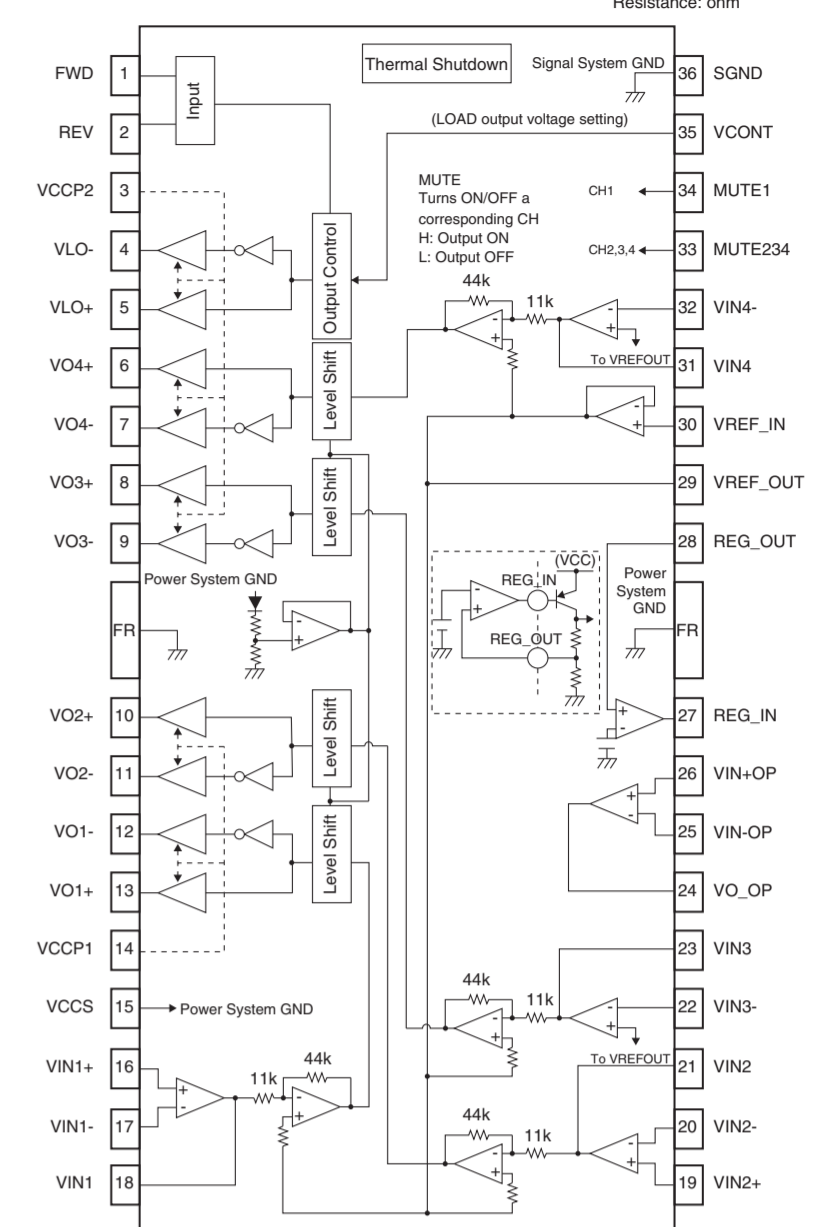 Resistance: ohm
FWD 1
REV 2
VCCP2 3
VLO- 4
VLO+ 5
VO4+ 6
VO4- 7
VO3+ 8
VO3- 9
Power System GND
FR
VO2+ 10
VO2- 11
VO1- 12
VO1+ 13
VCCP1 14
VCCS 15 Power System GND
VIN1+ 16
VIN1- 17
VIN1 18
Input
Output Control
Level Shift
Level Shift
Level Shift
Level Shift
- +
+ -
11k
44k
- +
Thermal Shutdown
Signal System GND
(LOAD output voltage setting)
MUTE
Turns ON/OFF a
corresponding CH
H: Output ON
L: Output OFF
CH1
CH2,3,4
44k
11k
- +
- +
To VREFOUT
- +
(VCC)
REG_IN
- +
REG_OUT
Power
System
GND
+ -
+ -
44k
11k
- +
- +
To VREFOUT
44k
11k
- +
- +
36 SGND
35 VCONT
34 MUTE1
33 MUTE234
32 VIN4-
31 VIN4
30 VREF_IN
29 VREF_OUT
28 REG_OUT
FR
27 REG_IN
26 VIN+OP
25 VIN-OP
24 VO_OP
23 VIN3
22 VIN3-
21 VIN2
20 VIN2-
19 VIN2+